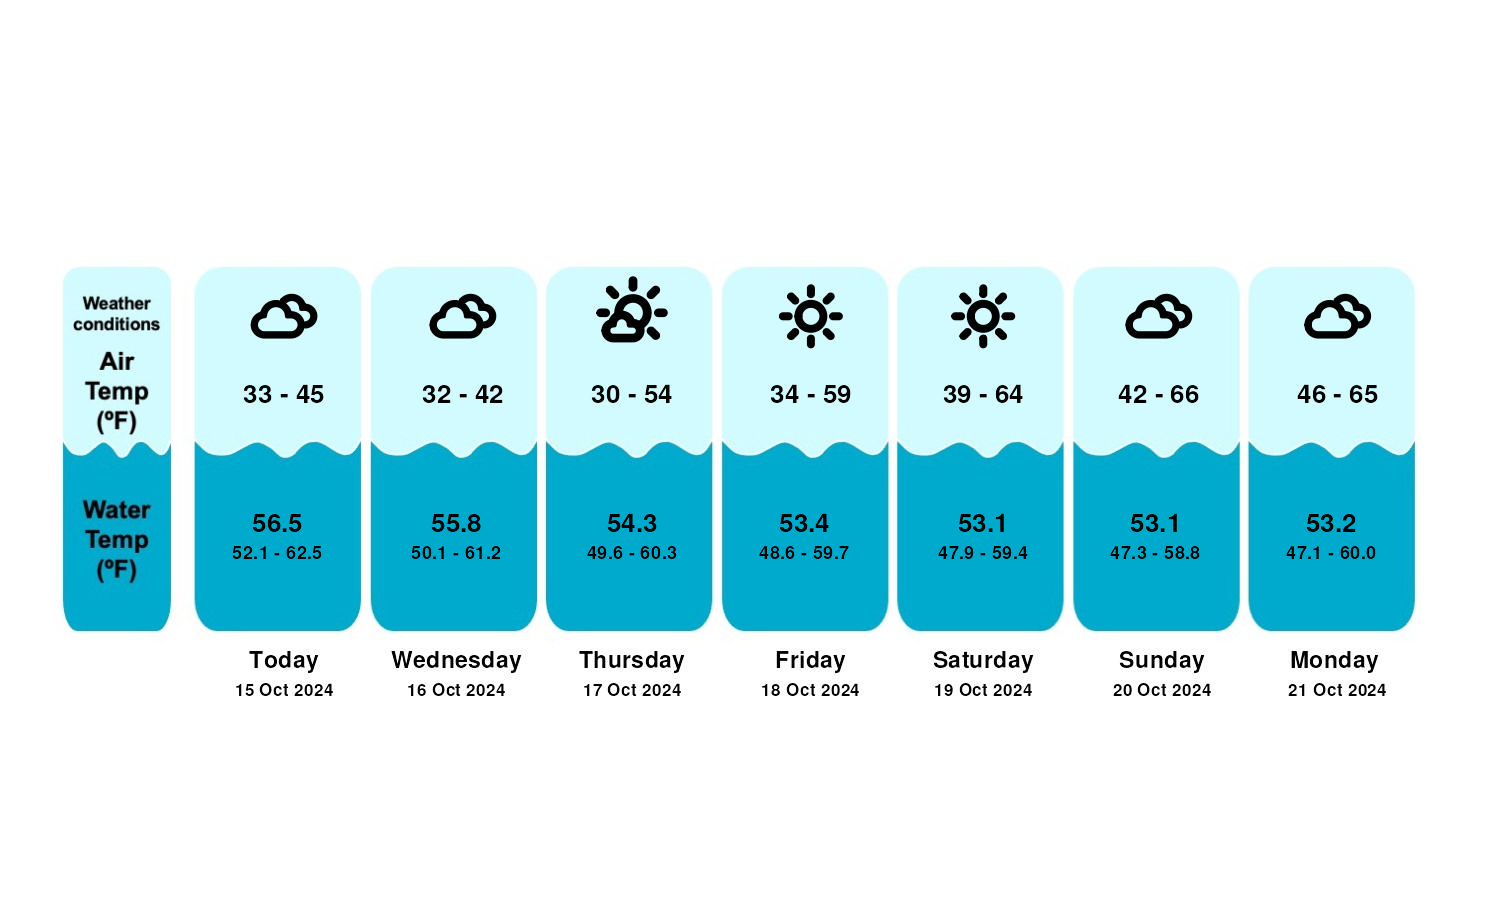 Weather
conditions
Air
Temp
(ºF)
Water
Temp
(ºF)
33 - 45
32 - 42
30 - 54
34 - 59
39 - 64
42 - 66
46 - 65
56.5
55.8
54.3
53.4
53.1
53.1
53.2
52.1 - 62.5
50.1 - 61.2
49.6 - 60.3
48.6 - 59.7
47.9 - 59.4
47.3 - 58.8
47.1 - 60.0
Today
Wednesday
Thursday
Friday
Saturday
Sunday
Monday
15 Oct 2024
16 Oct 2024
17 Oct 2024
18 Oct 2024
19 Oct 2024
20 Oct 2024
21 Oct 2024